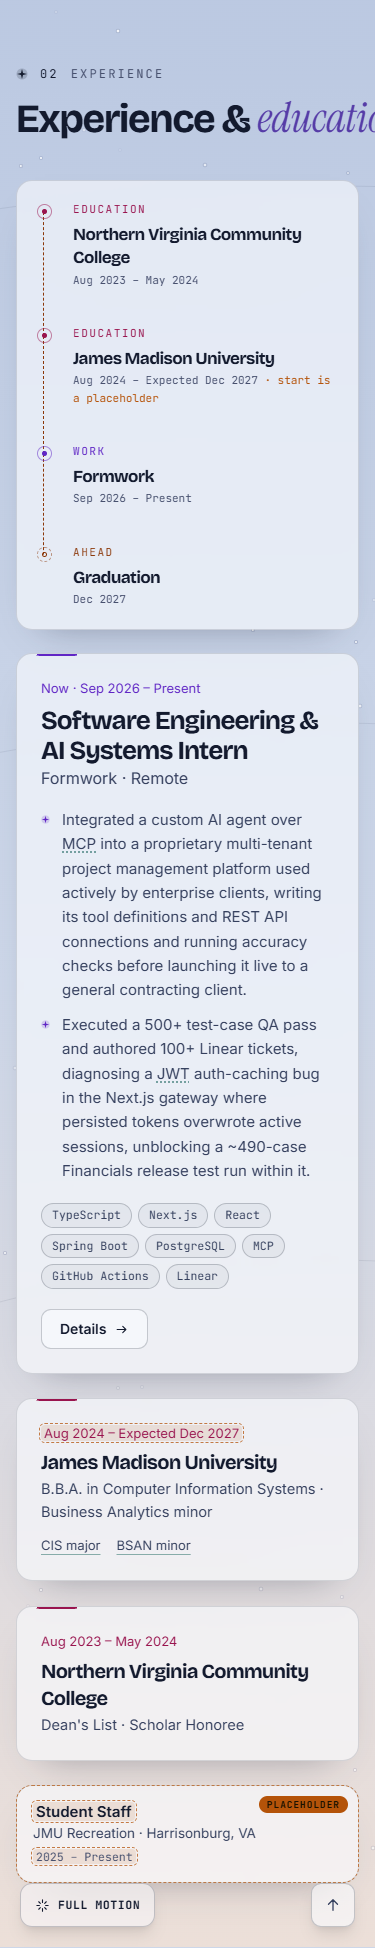 02 EXPERIENCE
Experience & educatio
EDUCATION
Northern Virginia Community
College
Aug 2023 – May 2024
EDUCATION
James Madison University
Aug 2024 – Expected Dec 2027 · start is
a placeholder
WORK
Formwork
Sep 2026 – Present
AHEAD
Graduation
Dec 2027
Now · Sep 2026 – Present
Software Engineering &
AI Systems Intern
Formwork · Remote
Integrated a custom AI agent over
MCP into a proprietary multi-tenant
project management platform used
actively by enterprise clients, writing
its tool definitions and REST API
connections and running accuracy
checks before launching it live to a
general contracting client.
Executed a 500+ test-case QA pass
and authored 100+ Linear tickets,
diagnosing a JWT auth-caching bug
in the Next.js gateway where
persisted tokens overwrote active
sessions, unblocking a ~490-case
Financials release test run within it.
TypeScript Next.js React
Spring Boot PostgreSQL MCP
GitHub Actions Linear
Details →
Aug 2024 – Expected Dec 2027
James Madison University
B.B.A. in Computer Information Systems ·
Business Analytics minor
CIS major BSAN minor
Aug 2023 – May 2024
Northern Virginia Community
College
Dean's List · Scholar Honoree
PLACEHOLDER
Student Staff
JMU Recreation · Harrisonburg, VA
2025 – Present
FULL MOTION ↑